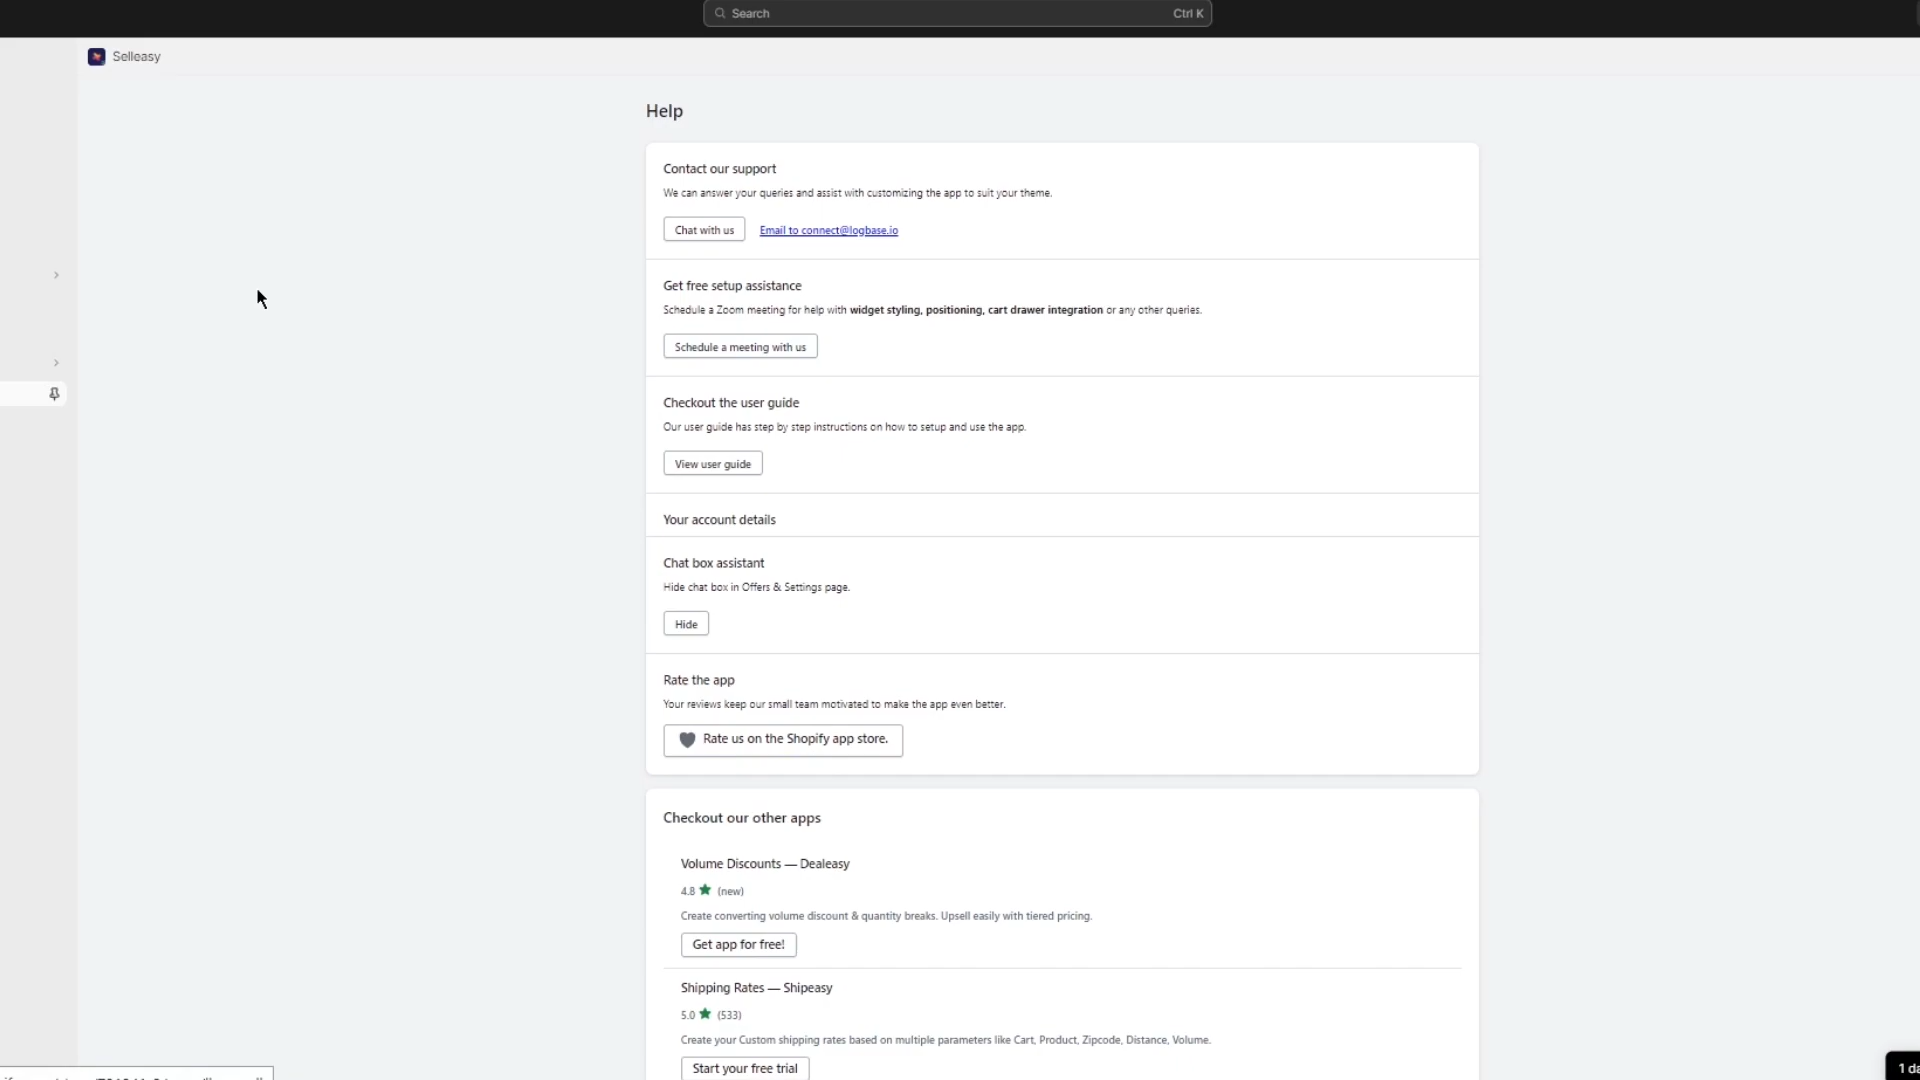 Search
Ctrl K
Selleasy
Help
Contact our support
We can answer your queries and assist with customizing the app to suit your theme.
Chat with us
Email to connect@logbase.io
Get free setup assistance
Schedule a Zoom meeting for help with widget styling, positioning, cart drawer integration or any other queries.
Schedule a meeting with us
Checkout the user guide
Our user guide has step by step instructions on how to setup and use the app.
View user guide
Your account details
Chat box assistant
Hide chat box in Offers & Settings page.
Hide
Rate the app
Your reviews keep our small team motivated to make the app even better.
Rate us on the Shopify app store.
Checkout our other apps
Volume Discounts — Dealeasy
4.8 ★ (new)
Create converting volume discount & quantity breaks. Upsell easily with tiered pricing.
Get app for free!
Shipping Rates — Shipeasy
5.0 ★ (533)
Create your Custom shipping rates based on multiple parameters like Cart, Product, Zipcode, Distance, Volume.
Start your free trial